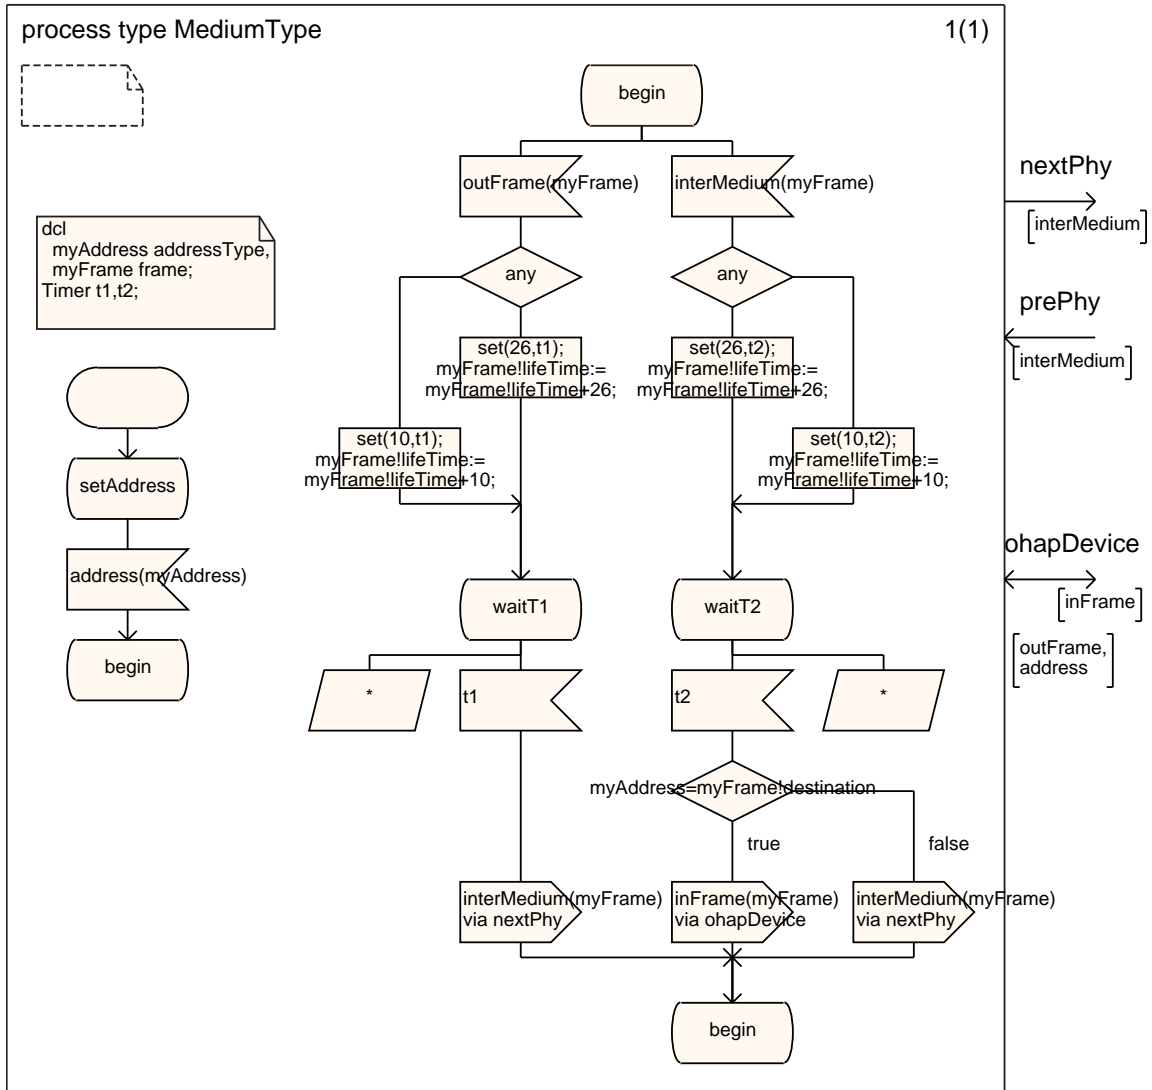 process type MediumType
1(1)
begin
outFrame(myFrame)
interMedium(myFrame)
nextPhy
[interMedium]
dcl
myAddress addressType,
myFrame frame;
Timer t1,t2;
any
any
prePhy
[interMedium]
set(26,t1);
myFrame!lifeTime:=
myFrame!lifeTime+26;
set(26,t2);
myFrame!lifeTime:=
myFrame!lifeTime+26;
set(10,t1);
myFrame!lifeTime:=
myFrame!lifeTime+10;
set(10,t2);
myFrame!lifeTime:=
myFrame!lifeTime+10;
setAddress
address(myAddress)
begin
ohapDevice
[inFrame]
[outFrame,
address]
waitT1
waitT2
*
t1
t2
*
myAddress=myFrame!destination
true
false
interMedium(myFrame)
via nextPhy
inFrame(myFrame)
via ohapDevice
interMedium(myFrame)
via nextPhy
begin